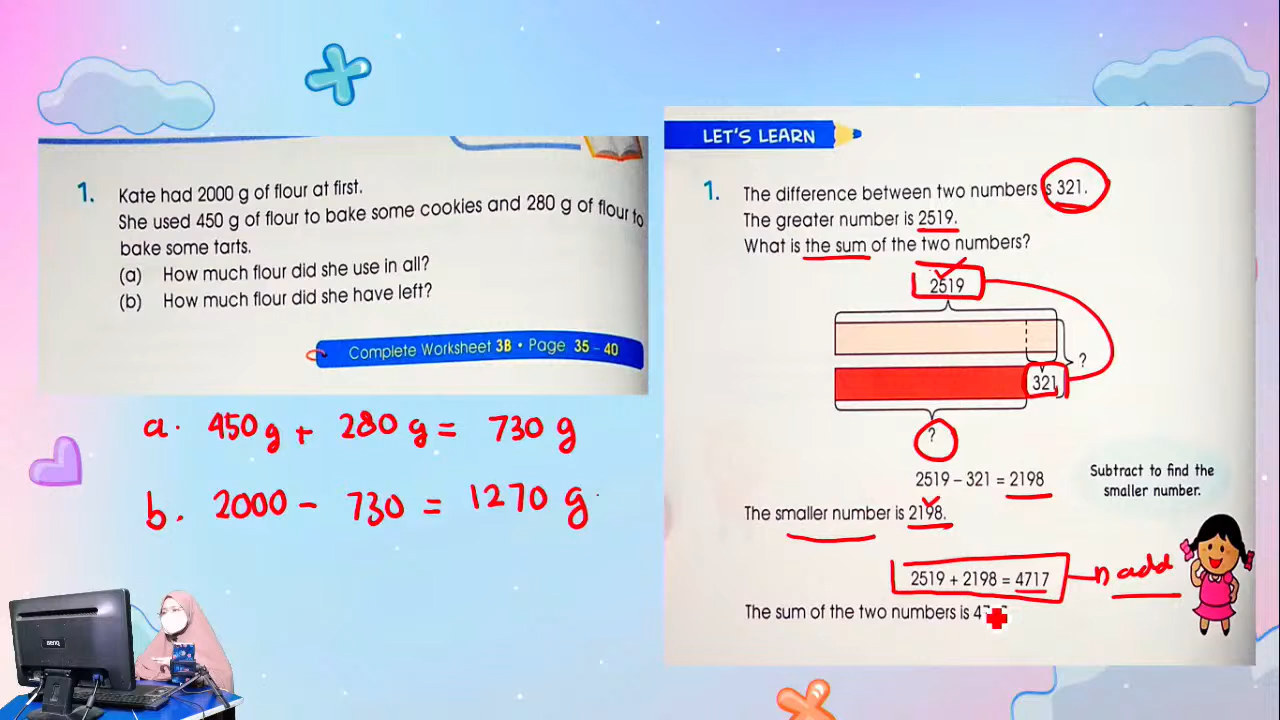 1. Kate had 2000 g of flour at first.
She used 450 g of flour to bake some cookies and 280 g of flour to
bake some tarts.
(a) How much flour did she use in all?
(b) How much flour did she have left?
Complete Worksheet 3B • Page 35 – 40
a. 450 g + 280 g = 730 g
b. 2000 – 730 = 1270 g
BENQ
LET'S LEARN
1. The difference between two numbers is 321.
The greater number is 2519.
What is the sum of the two numbers?
2519
?
321
?
2519 – 321 = 2198
Subtract to find the
smaller number.
The smaller number is 2198.
2519 + 2198 = 4717
add
The sum of the two numbers is